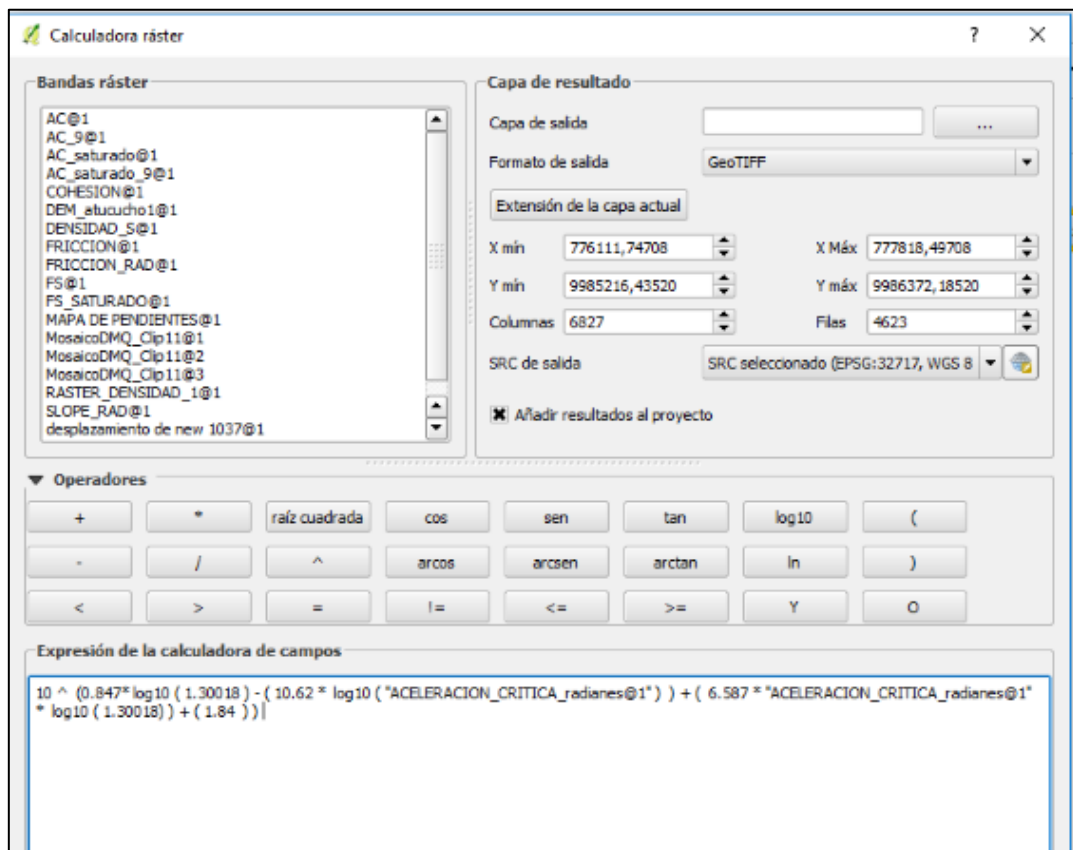 Calculadora ráster
?
Bandas ráster
AC@1
AC_9@1
AC_saturado@1
AC_saturado_9@1
COHESION@1
DEM_atucucho1@1
DENSIDAD_S@1
FRICCION@1
FRICCION_RAD@1
FS@1
FS_SATURADO@1
MAPA DE PENDIENTES@1
MosaicoDMQ_Clip11@1
MosaicoDMQ_Clip11@2
MosaicoDMQ_Clip11@3
RASTER_DENSIDAD_1@1
SLOPE_RAD@1
desplazamiento de new 1037@1
Capa de resultado
Capa de salida
...
Formato de salida GeoTIFF
Extensión de la capa actual
X mín 776111,74708 X Máx 777818,49708
Y mín 9985216,43520 Y máx 9986372,18520
Columnas 6827 Filas 4623
SRC de salida SRC seleccionado (EPSG:32717, WGS 8
Añadir resultados al proyecto
Operadores
+ * raíz cuadrada cos sen tan log10 (
- / ^ arcos arcsen arctan ln )
< > = != <= >= Y O
Expresión de la calculadora de campos
10 ^ (0.847* log10 ( 1.30018 ) - ( 10.62 * log10 ( "ACELERACION_CRITICA_radianes@1" ) ) + ( 6.587 * "ACELERACION_CRITICA_radianes@1"
* log10 ( 1.30018) ) + ( 1.84 ) )